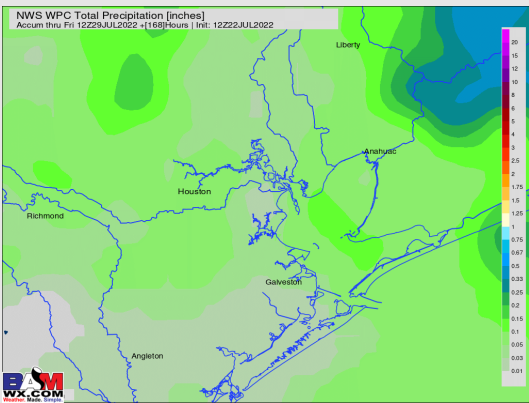 NWS WPC Total Precipitation [inches]
Accum thru Fri 12Z29JUL2022 +[168]Hours | Init: 12Z22JUL2022
Liberty
Anahuac
Houston
Richmond
Galveston
Angleton
20
15
12
10
8
6
5
4
3
2.5
2
1.75
1.5
1.25
1
0.75
0.67
0.5
0.33
0.25
0.2
0.15
0.1
0.05
0.03
0.01
BAM
WX.COM
Weather. Made. Simple.